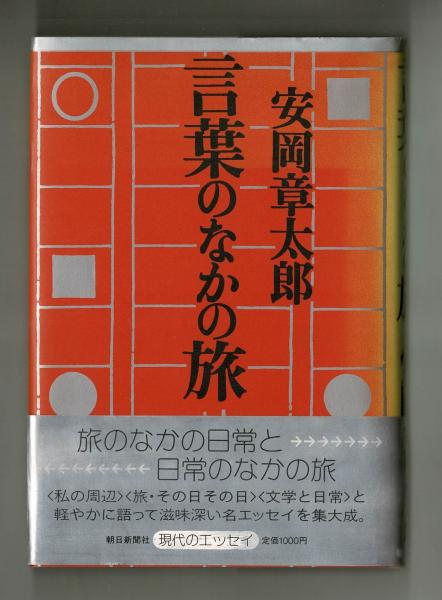 安岡章太郎
言葉のなかの旅
旅のなかの日常と
日常のなかの旅
〈私の周辺〉〈旅・その日その日〉〈文学と日常〉と
軽やかに語って滋味深い名エッセイを集大成。
朝日新聞社 現代のエッセイ 定価1000円